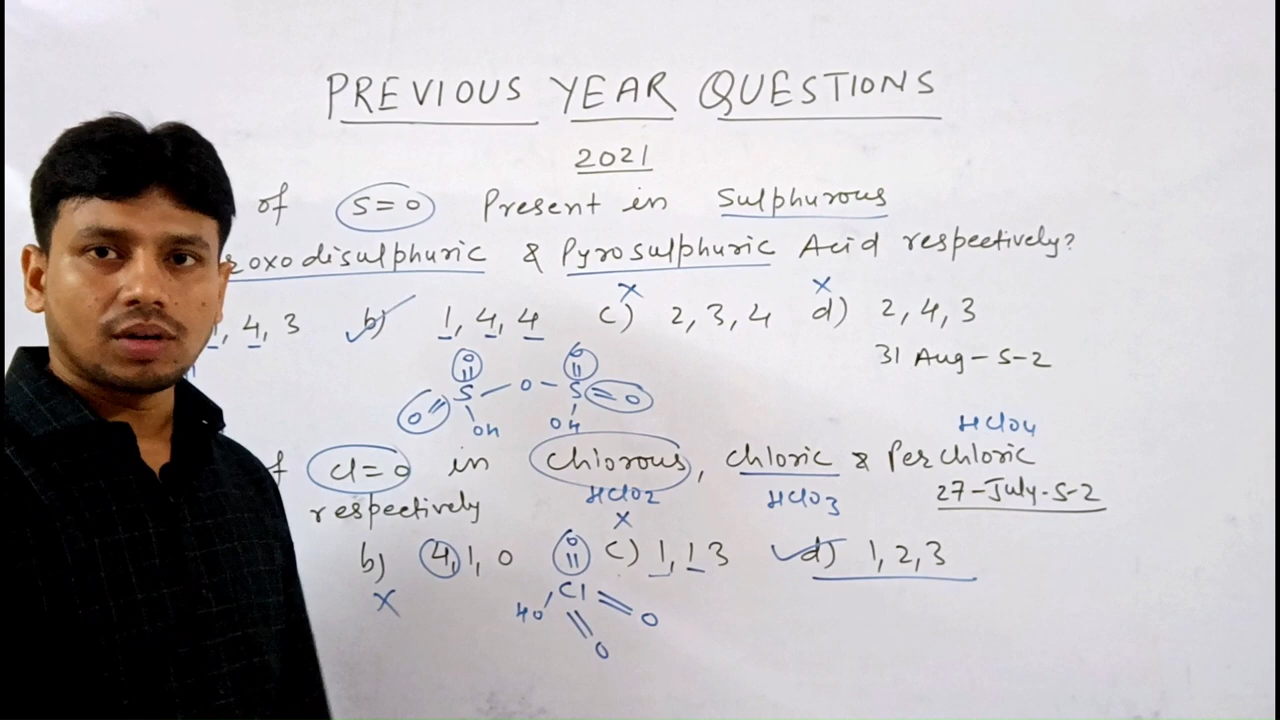 PREVIOUS YEAR QUESTIONS
2021
of S=O Present in Sulphurous
oxodisulphuric & Pyrosulphuric Acid respectively?
1, 4, 3 b) 1, 4, 4 c) 2, 3, 4 d) 2, 4, 3
x x
31 Aug-S-2
O O
O S O S O
OH OH
HClO4
Cl=O in Chlorous, chloric & Perchloric
HClO2 HClO3 27-July-S-2
respectively
x
b) 4, 1, 0 c) 1, 1 3 d) 1, 2, 3
x
O
HO Cl O
O